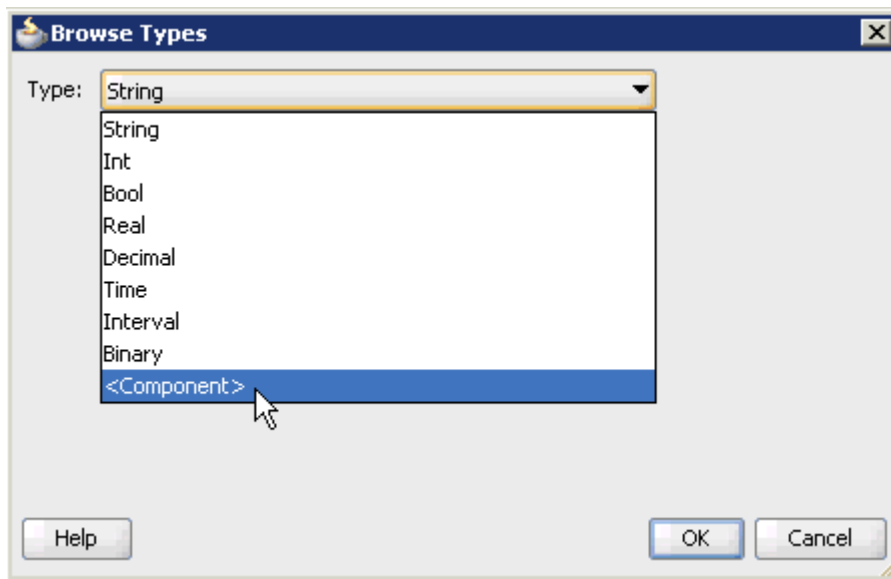 Browse Types
Type: String
String
Int
Bool
Real
Decimal
Time
Interval
Binary
<Component>
Help OK Cancel